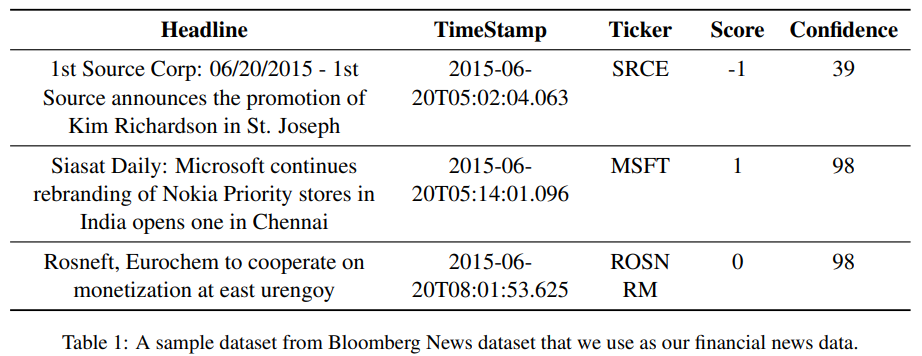 Headline TimeStamp Ticker Score Confidence
1st Source Corp: 06/20/2015 - 1st 2015-06- SRCE -1 39
Source announces the promotion of 20T05:02:04.063
Kim Richardson in St. Joseph
Siasat Daily: Microsoft continues 2015-06- MSFT 1 98
rebranding of Nokia Priority stores in 20T05:14:01.096
India opens one in Chennai
Rosneft, Eurochem to cooperate on 2015-06- ROSN 0 98
monetization at east urengoy 20T08:01:53.625 RM
Table 1: A sample dataset from Bloomberg News dataset that we use as our financial news data.